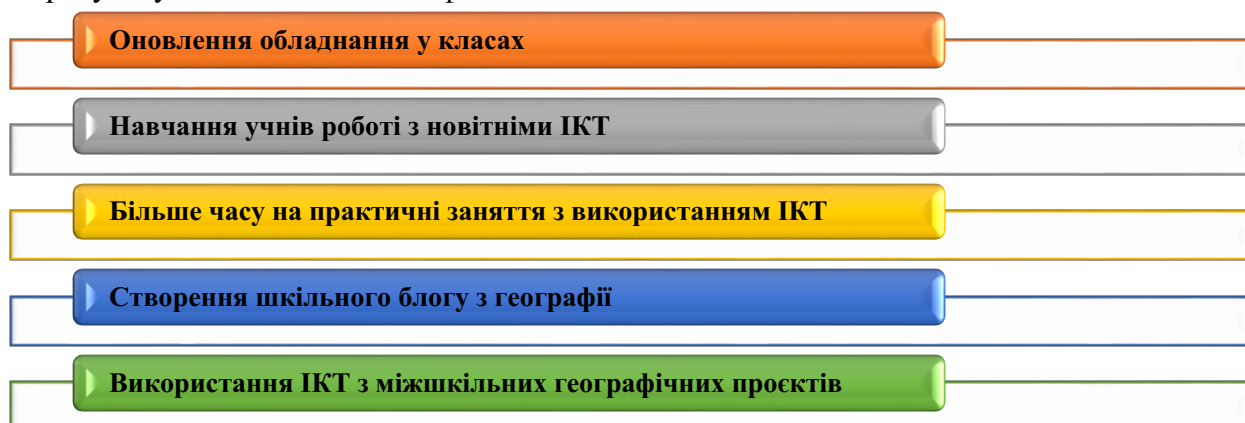 Оновлення обладнання у класах
Навчання учнів роботі з новітніми ІКТ
Більше часу на практичні заняття з використанням ІКТ
Створення шкільного блогу з географії
Використання ІКТ з міжшкільних географічних проєктів